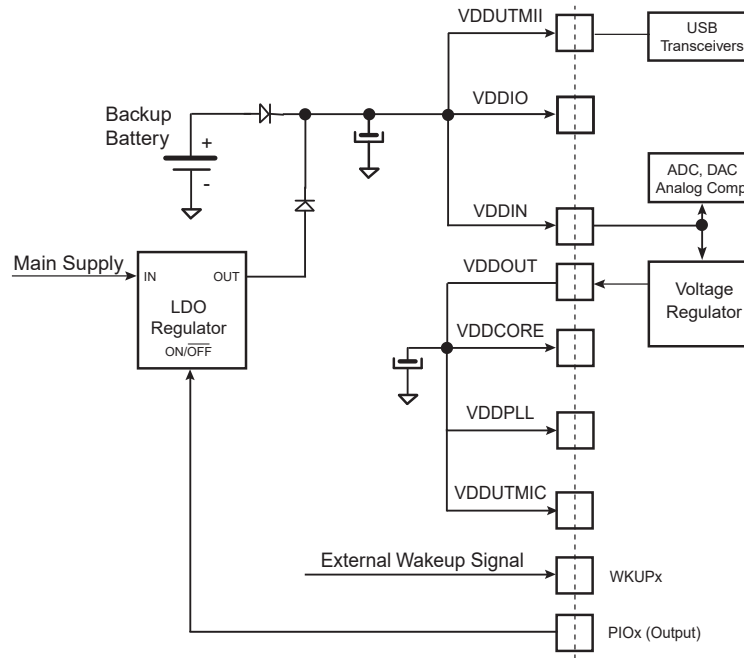 VDDUTMII
USB
Transceivers
VDDIO
Backup
Battery
+
-
ADC, DAC
Analog Comp.
VDDIN
Main Supply
IN
OUT
LDO
Regulator
ON/OFF
VDDOUT
Voltage
Regulator
VDDCORE
VDDPLL
VDDUTMIC
External Wakeup Signal
WKUPx
PIOx (Output)